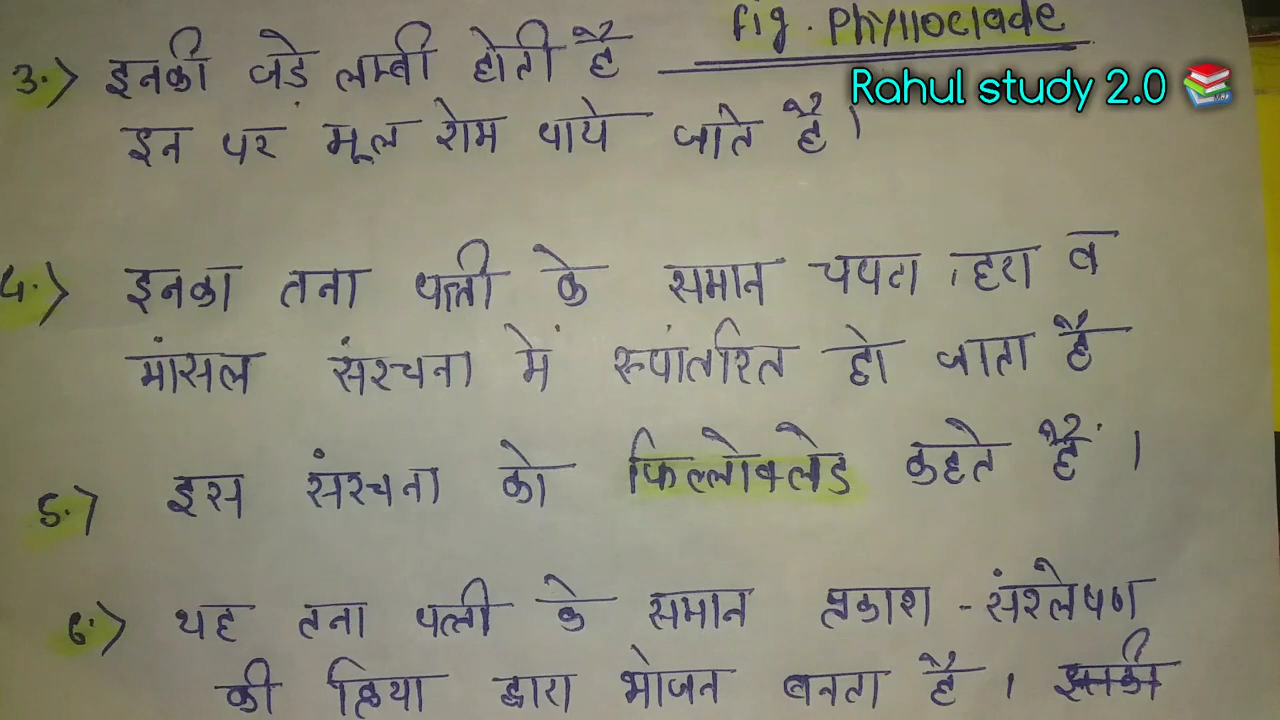 Fig. Phylloclade
3.) इनकी जडे लम्बी होती है
Rahul study 2.0
इन पर मूल रोम पाये जाते है।
4.) इनका तना पत्ती के समान चपटा, हरा व
मांसल संरचना में रूपांतरित हो जाता है
5.) इस संरचना को फिल्लोक्लेड कहते हैं।
6.) यह तना पत्ती के समान प्रकाश - संश्लेषण
की क्रिया द्वारा भोजन बनता है। इनकी